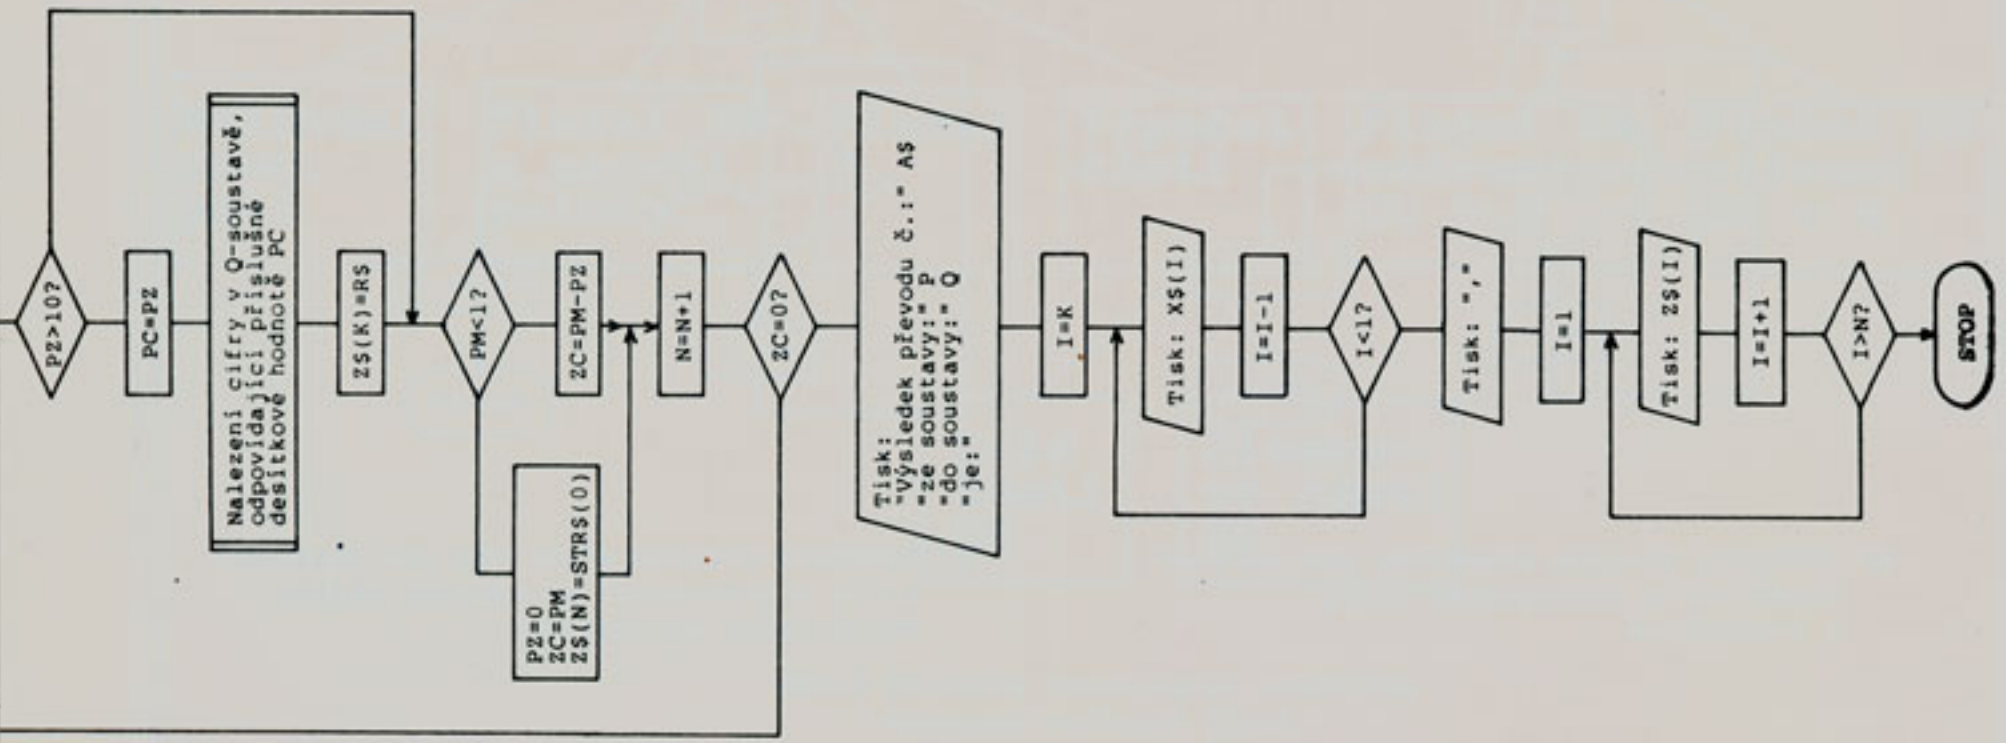 PZ>10?
PC=PZ
Nalezení cifry v Q-soustavě,
odpovídající příslušné
desítkové hodnotě PC
Z$(K)=R$
PM<1?
PZ=0
ZC=PM
Z$(N)=STR$(0)
ZC=PM-PZ
N=N+1
ZC=0?
Tisk:
"Výsledek převodu č.:" A$
"ze soustavy:" P
"do soustavy:" Q
"je:"
I=K
Tisk: X$(I)
I=I-1
I<1?
Tisk: ","
I=1
Tisk: Z$(I)
I=I+1
I>N?
STOP